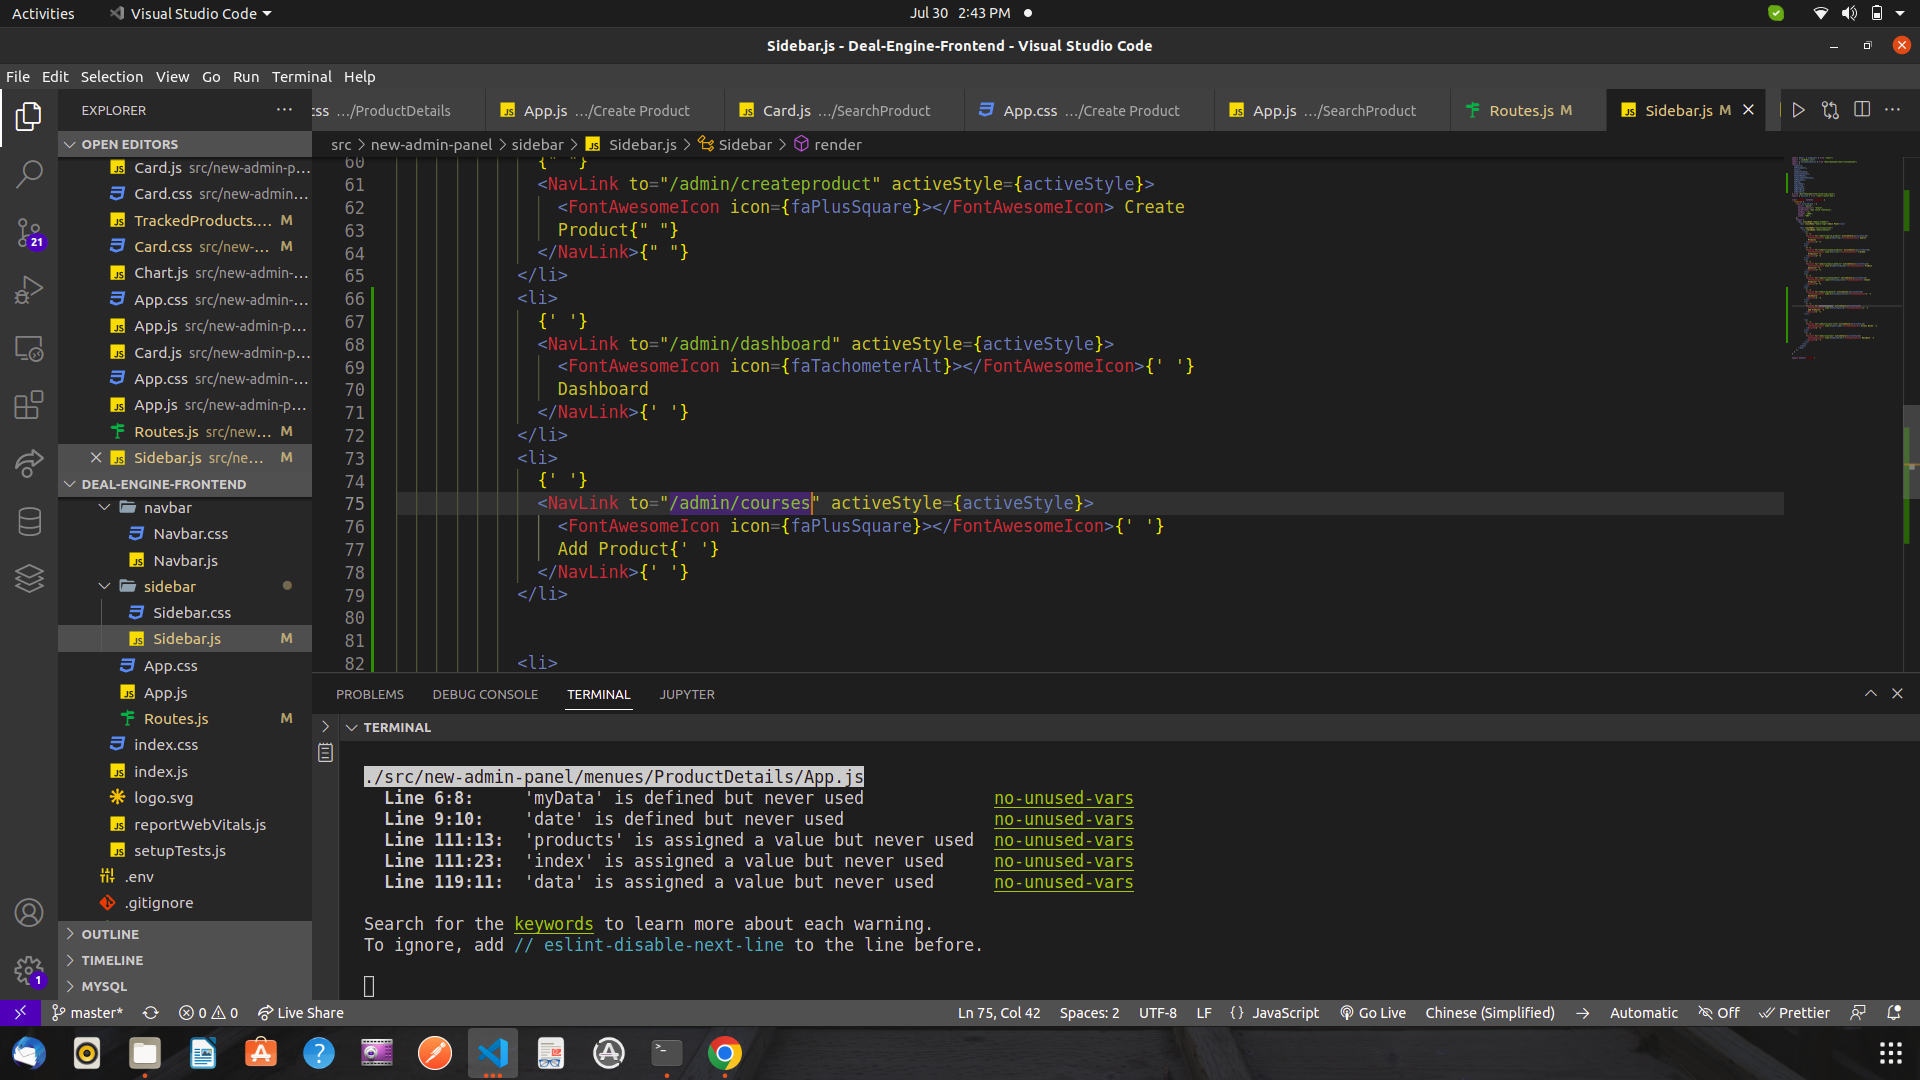 Activities
Visual Studio Code
Jul 30 2:43 PM
Sidebar.js - Deal-Engine-Frontend - Visual Studio Code
File Edit Selection View Go Run Terminal Help
EXPLORER
OPEN EDITORS
Card.js src/new-admin-p...
Card.css src/new-admin-...
TrackedProducts.... M
Card.css src/new-... M
Chart.js src/new-admin-...
App.css src/new-admin-...
App.js src/new-admin-p...
Card.js src/new-admin-p...
App.css src/new-admin-...
App.js src/new-admin-p...
Routes.js src/new... M
Sidebar.js src/ne... M
DEAL-ENGINE-FRONTEND
navbar
Navbar.css
Navbar.js
sidebar
Sidebar.css
Sidebar.js M
App.css
App.js
Routes.js M
index.css
index.js
logo.svg
reportWebVitals.js
setupTests.js
.env
.gitignore
OUTLINE
TIMELINE
MYSQL
21
1
css .../ProductDetails
App.js .../Create Product
Card.js .../SearchProduct
App.css .../Create Product
App.js .../SearchProduct
Routes.js M
Sidebar.js M
src > new-admin-panel > sidebar > Sidebar.js > Sidebar > render
60 {" "}
61 <NavLink to="/admin/createproduct" activeStyle={activeStyle}>
62 <FontAwesomeIcon icon={faPlusSquare}></FontAwesomeIcon> Create
63 Product{" "}
64 </NavLink>{" "}
65 </li>
66 <li>
67 {' '}
68 <NavLink to="/admin/dashboard" activeStyle={activeStyle}>
69 <FontAwesomeIcon icon={faTachometerAlt}></FontAwesomeIcon>{' '}
70 Dashboard
71 </NavLink>{' '}
72 </li>
73 <li>
74 {' '}
75 <NavLink to="/admin/courses" activeStyle={activeStyle}>
76 <FontAwesomeIcon icon={faPlusSquare}></FontAwesomeIcon>{' '}
77 Add Product{' '}
78 </NavLink>{' '}
79 </li>
80
81
82 <li>
PROBLEMS DEBUG CONSOLE TERMINAL JUPYTER
TERMINAL
./src/new-admin-panel/menues/ProductDetails/App.js
Line 6:8: 'myData' is defined but never used no-unused-vars
Line 9:10: 'date' is defined but never used no-unused-vars
Line 111:13: 'products' is assigned a value but never used no-unused-vars
Line 111:23: 'index' is assigned a value but never used no-unused-vars
Line 119:11: 'data' is assigned a value but never used no-unused-vars
Search for the keywords to learn more about each warning.
To ignore, add // eslint-disable-next-line to the line before.
master* 0 0 Live Share
Ln 75, Col 42 Spaces: 2 UTF-8 LF {} JavaScript Go Live Chinese (Simplified) Automatic Off Prettier